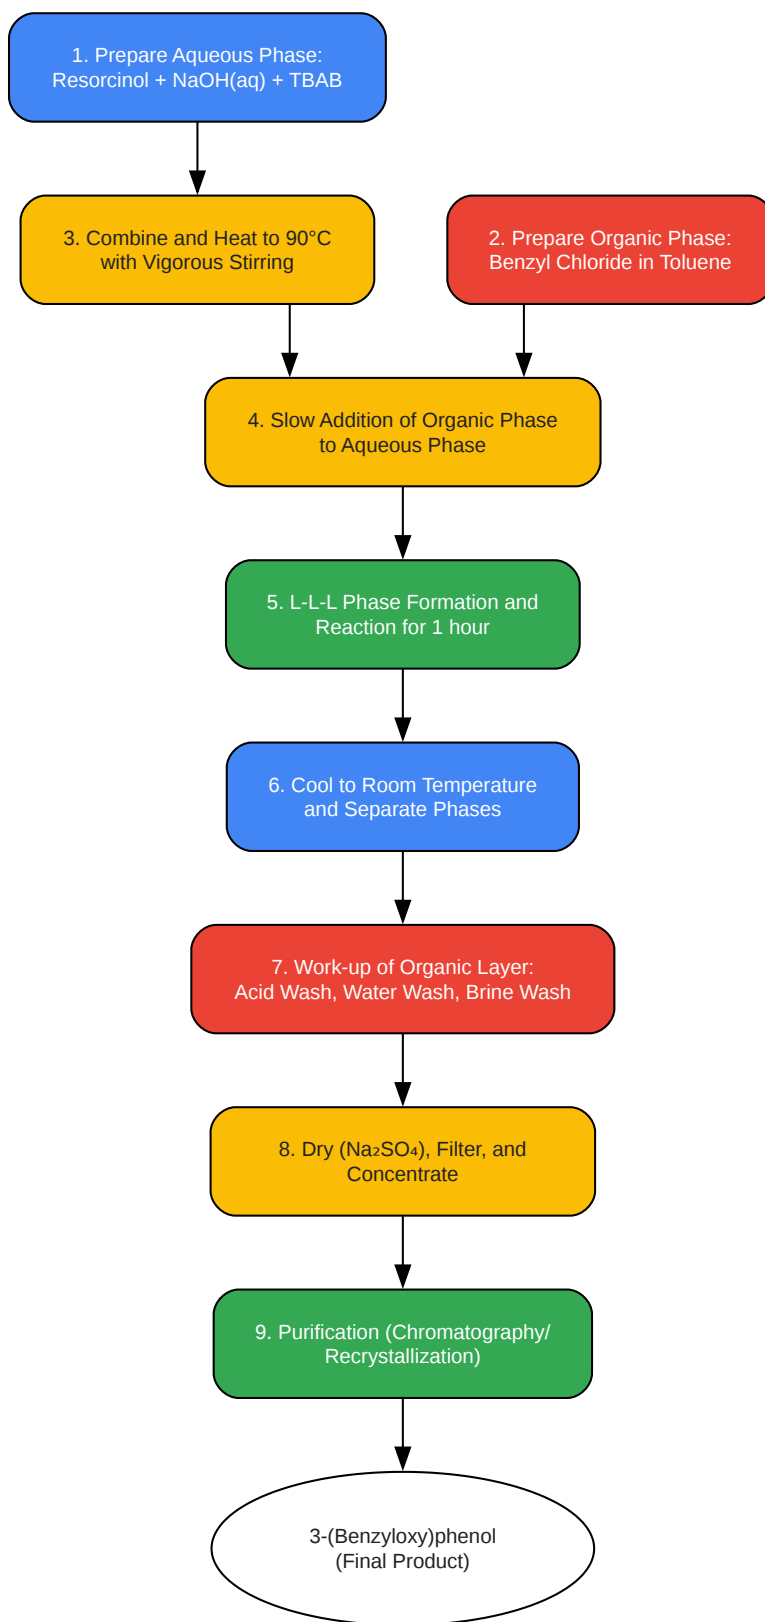 1. Prepare Aqueous Phase:
Resorcinol + NaOH(aq) + TBAB
3. Combine and Heat to 90°C
with Vigorous Stirring
2. Prepare Organic Phase:
Benzyl Chloride in Toluene
4. Slow Addition of Organic Phase
to Aqueous Phase
5. L-L-L Phase Formation and
Reaction for 1 hour
6. Cool to Room Temperature
and Separate Phases
7. Work-up of Organic Layer:
Acid Wash, Water Wash, Brine Wash
8. Dry (Na₂SO₄), Filter, and
Concentrate
9. Purification (Chromatography/
Recrystallization)
3-(Benzyloxy)phenol
(Final Product)